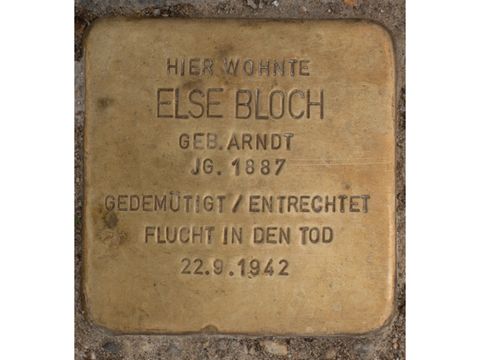 HIER WOHNTE
ELSE BLOCH
GEB. ARNDT
JG. 1887
GEDEMÜTIGT / ENTRECHTET
FLUCHT IN DEN TOD
22.9.1942